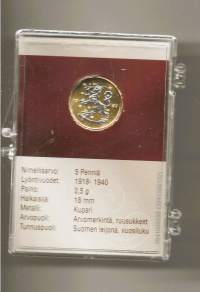 Nimellisarvo: 5 Penniä
Lyöntivuodet: 1918-1940
Paino: 2,5 g
Halkaisija: 18 mm
Metalli: Kupari
Arvopuoli: Arvomerkintä, ruusukkeet
Tunnuspuoli: Suomen leijona, vuosiluku